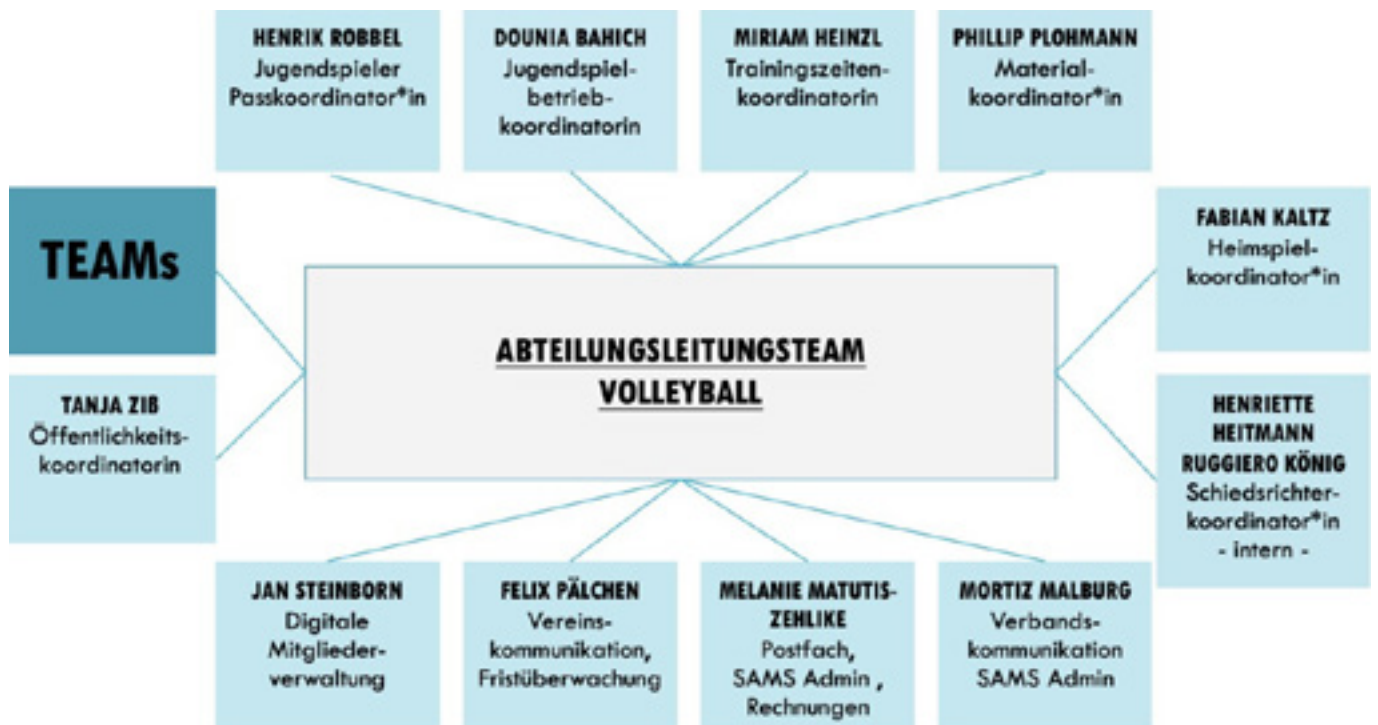 HENRIK ROBBEL
Jugendspieler
Passkoordinator*in
DOUNIA BAHICH
Jugendspiel-
betrieb-
koordinatorin
MIRIAM HEINZL
Trainingszeiten-
koordinatorin
PHILLIP PLOHMANN
Material-
koordinator*in
TEAMs
FABIAN KALTZ
Heimspiel-
koordinator*in
ABTEILUNGSLEITUNGSTEAM
VOLLEYBALL
TANJA ZIß
Öffentlichkeits-
koordinatorin
HENRIETTE
HEITMANN
RUGGIERO KÖNIG
Schiedsrichter-
koordinator*in
- intern -
JAN STEINBORN
Digitale
Mitglieder-
verwaltung
FELIX PÄLCHEN
Vereins-
kommunikation,
Fristüberwachung
MELANIE MATUTIS-
ZEHLIKE
Postfach,
SAMS Admin ,
Rechnungen
MORTIZ MALBURG
Verbands-
kommunikation
SAMS Admin